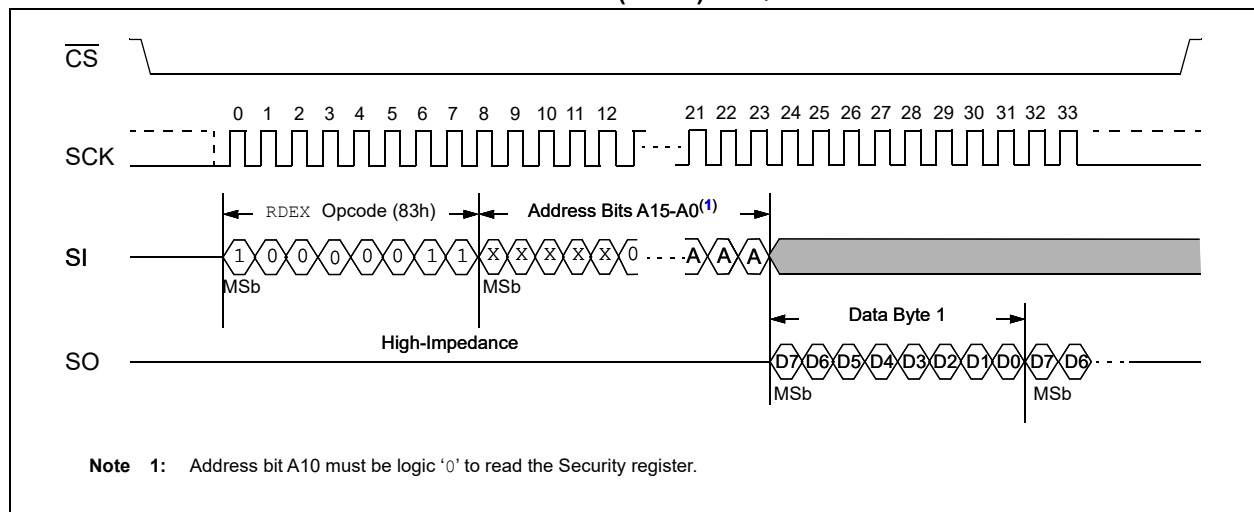 CS
0 1 2 3 4 5 6 7 8 9 10 11 12 21 22 23 24 25 26 27 28 29 30 31 32 33
SCK
RDEX Opcode (83h) Address Bits A15-A0(1)
SI 1 0 0 0 0 0 1 1 X X X X X 0 A A A
MSb MSb
Data Byte 1
High-Impedance
SO D7 D6 D5 D4 D3 D2 D1 D0 D7 D6
MSb MSb
Note 1: Address bit A10 must be logic ‘0’ to read the Security register.